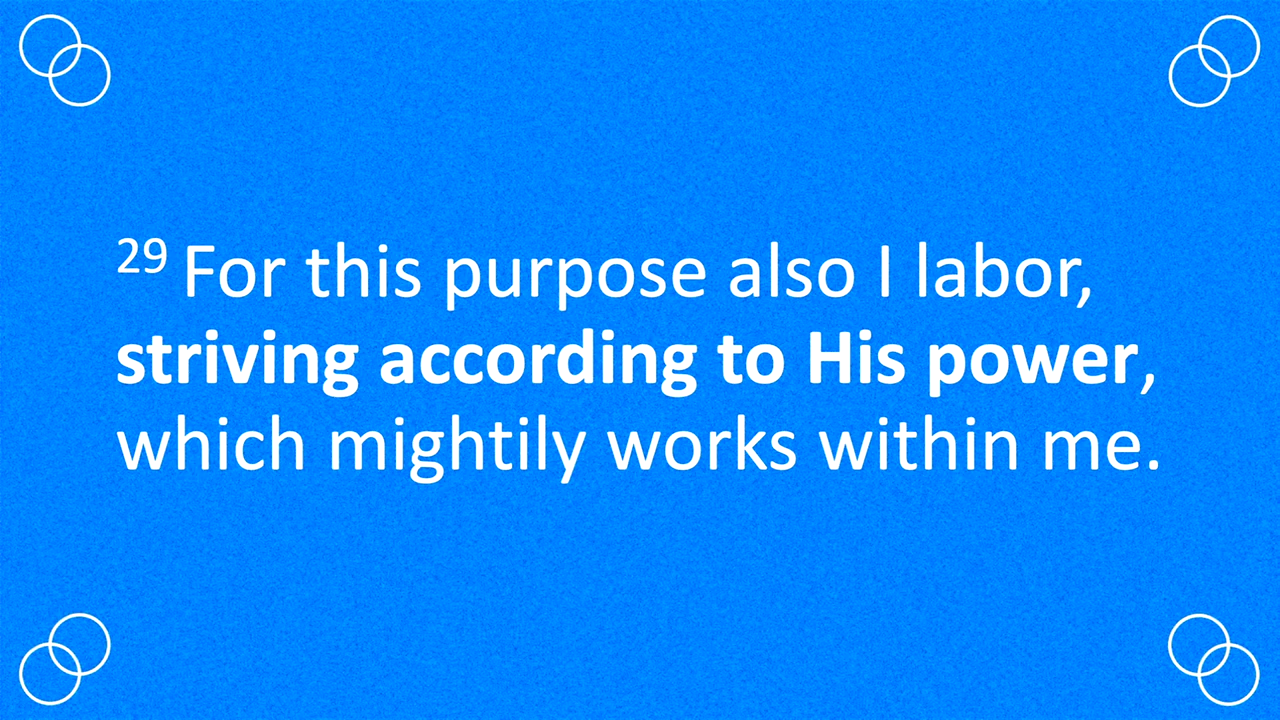 29 For this purpose also I labor,
striving according to His power,
which mightily works within me.